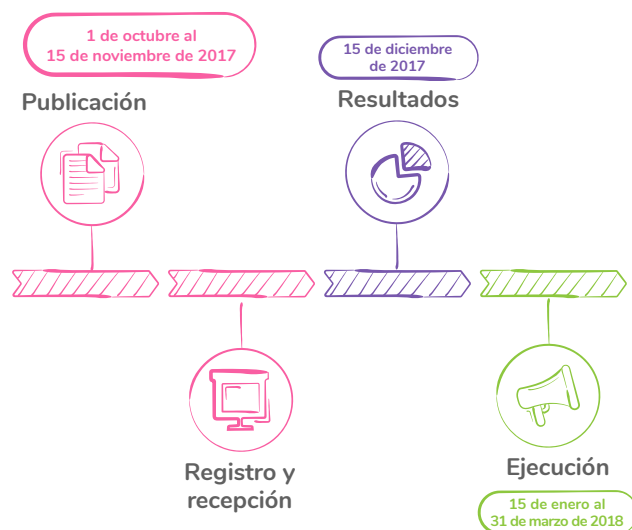 1 de octubre al
15 de noviembre de 2017
Publicación
15 de diciembre
de 2017
Resultados
Registro y
recepción
Ejecución
15 de enero al
31 de marzo de 2018